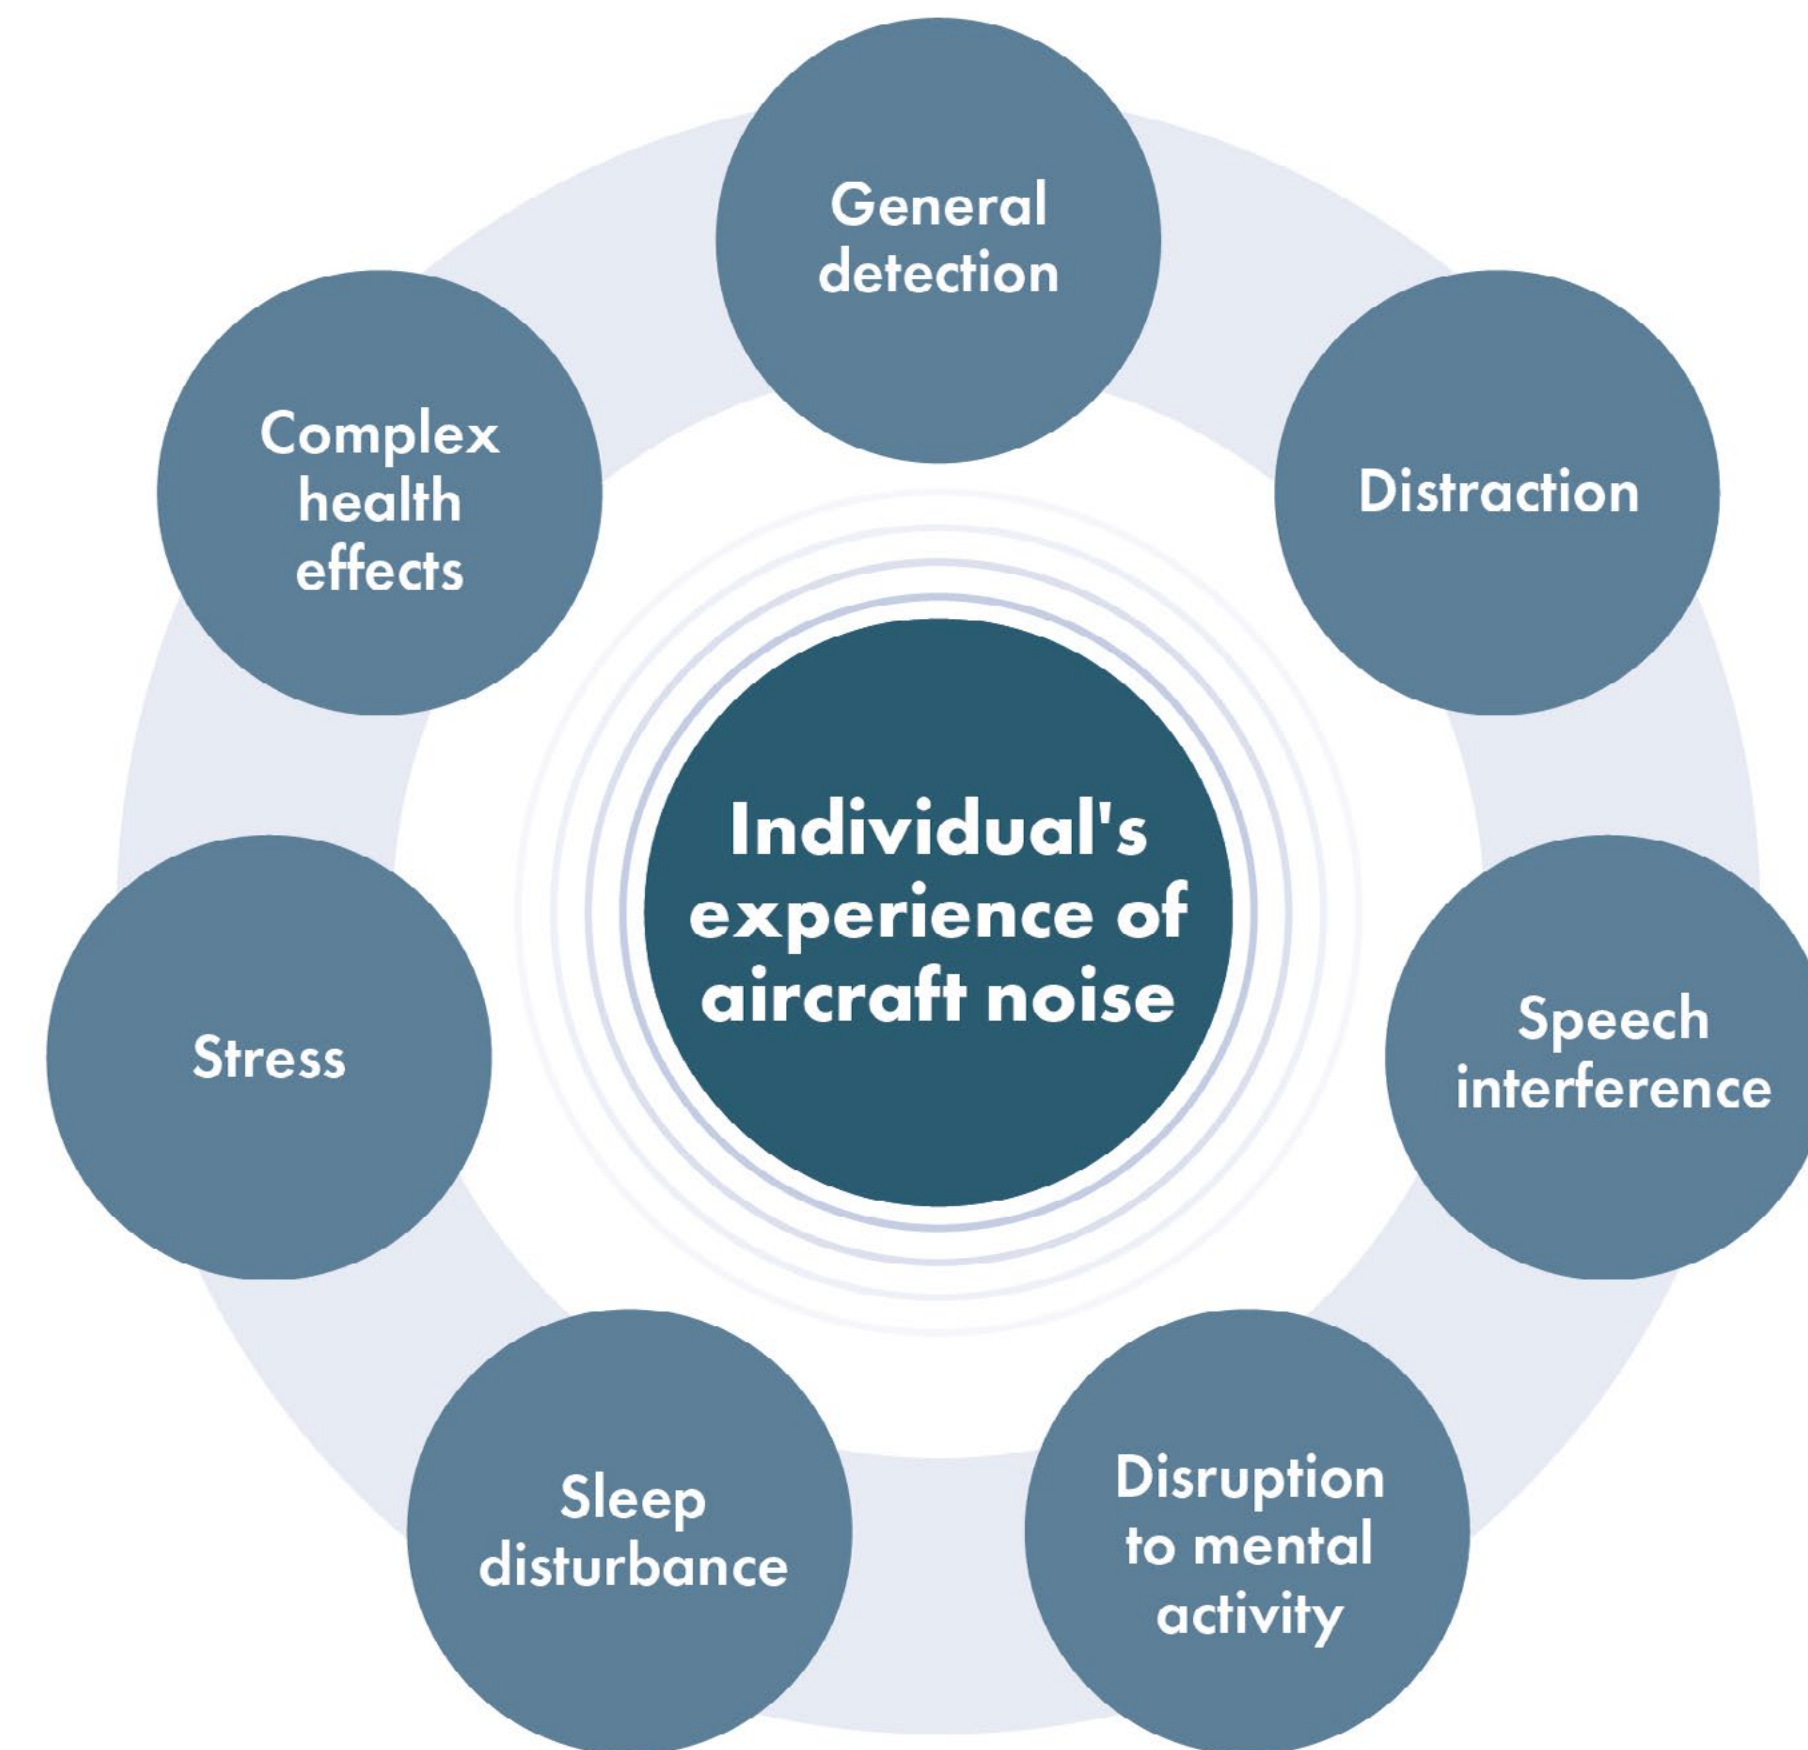 General
detection
Distraction
Speech
interference
Disruption
to mental
activity
Sleep
disturbance
Stress
Complex
health
effects
Individual's
experience of
aircraft noise